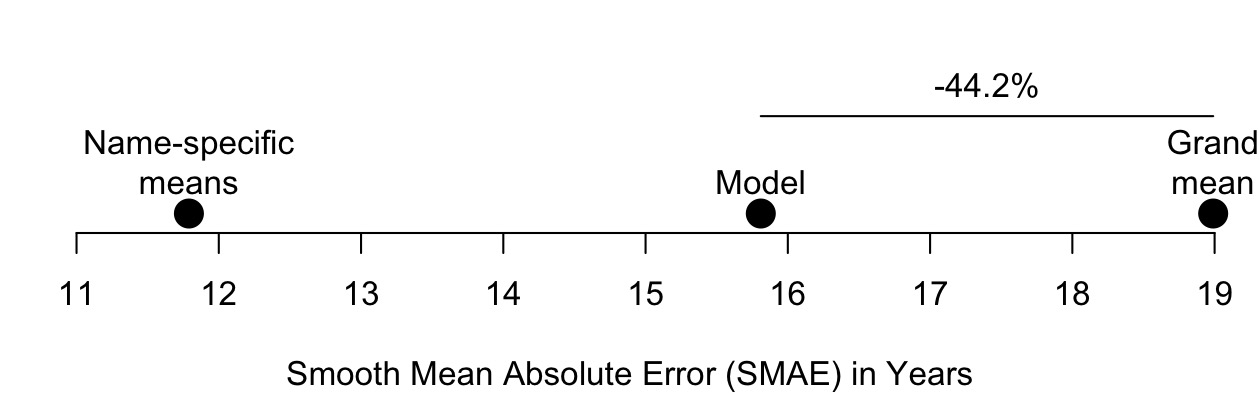 -44.2%
Name-specific
means
Model
Grand
mean
11 12 13 14 15 16 17 18 19
Smooth Mean Absolute Error (SMAE) in Years